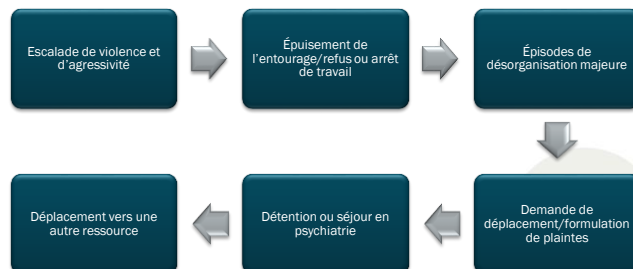 Escalade de violence et
d'agressivité
Épuisement de
l'entourage/refus ou arrêt
de travail
Épisodes de
désorganisation majeure
Demande de
déplacement/formulation
de plaintes
Détention ou séjour en
psychiatrie
Déplacement vers une
autre ressource